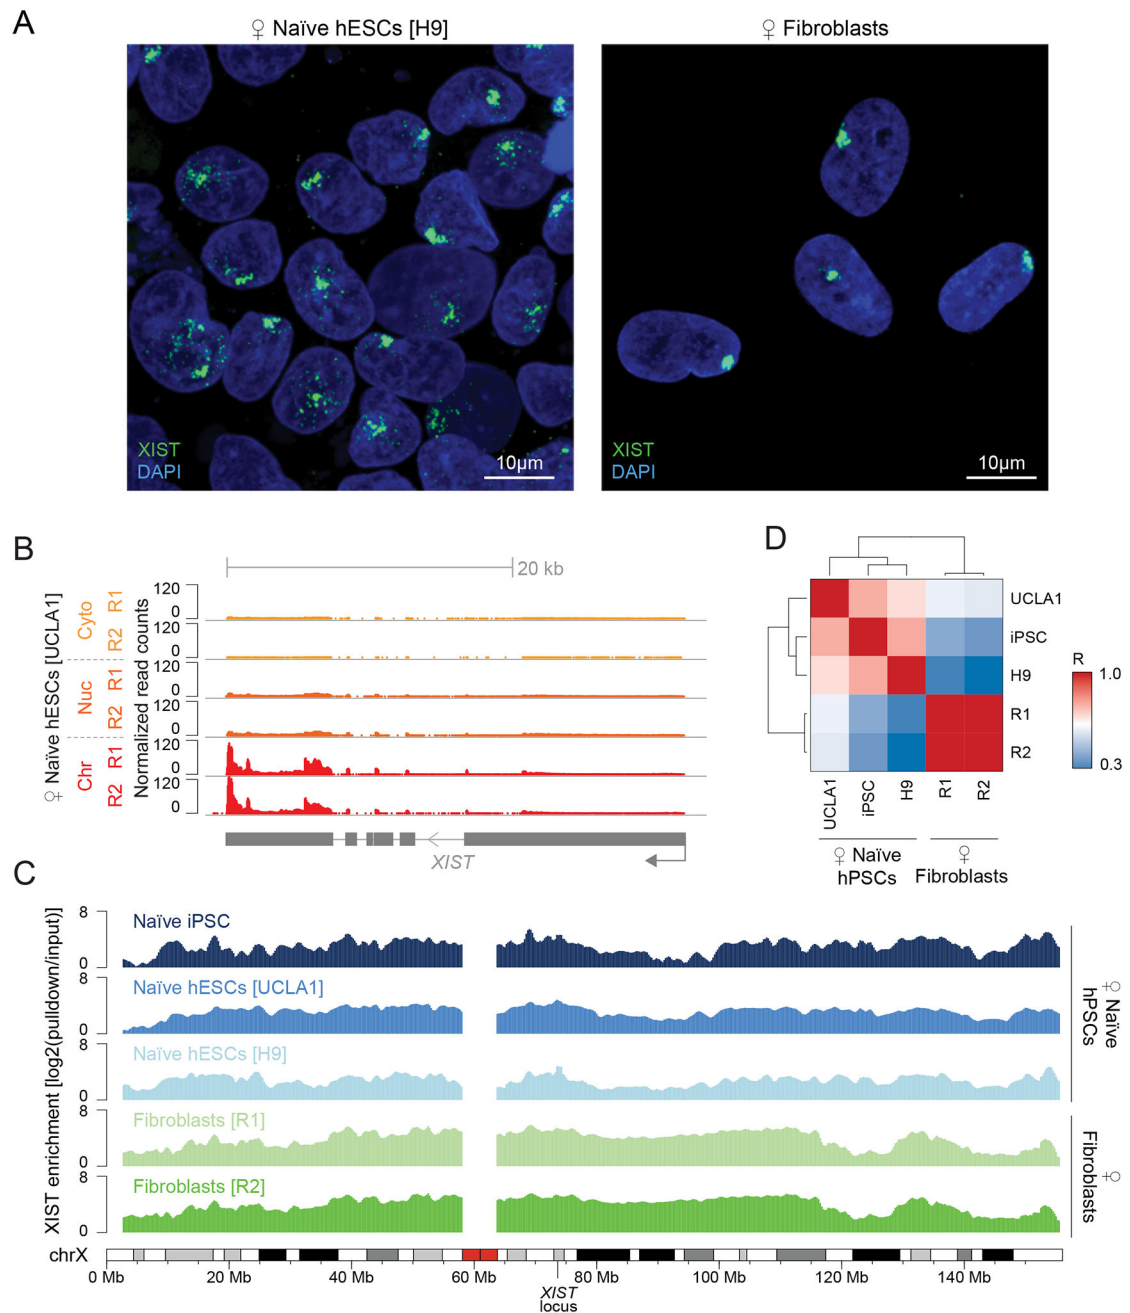 A
♀ Naïve hESCs [H9]
♀ Fibroblasts
XIST
DAPI
10μm
XIST
DAPI
10μm
B
20 kb
♀ Naïve hESCs [UCLA1]
Cyto
Nuc
Chr
R1
R2
R1
R2
R1
R2
Normalized read counts
120
0
120
0
120
0
120
0
120
0
120
0
XIST
D
UCLA1
iPSC
H9
R1
R2
UCLA1
iPSC
H9
R1
R2
R
1.0
0.3
♀ Naïve
hPSCs
♀
Fibroblasts
C
XIST enrichment [log2(pulldown/input)]
8
0
Naïve iPSC
8
0
Naïve hESCs [UCLA1]
8
0
Naïve hESCs [H9]
8
0
Fibroblasts [R1]
8
0
Fibroblasts [R2]
♀ Naïve
hPSCs
♀
Fibroblasts
chrX
0 Mb
20 Mb
40 Mb
60 Mb
80 Mb
100 Mb
120 Mb
140 Mb
XIST
locus